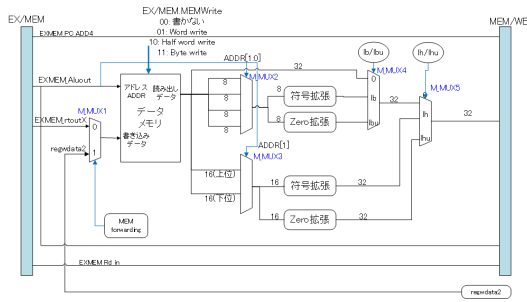 EX/MEM
EX/MEM.MEMWrite
00: 書かない
01: Word write
10: Half word write
11: Byte write
MEM/WB
EXMEM.PC.ADD4
ADDR[1:0]
32
lb/lbu
lh/lhu
EXMEM_Aluout
アドレス
ADDR
読み出し
データ
M_MUX2
M_MUX4
M_MUX5
データ
メモリ
8
8
8
8
8
符号拡張
8
Zero拡張
0
lb
lbu
32
lh
lhu
32
M_MUX1
EXMEM_rtoutX
0
regwdata2
1
書き込み
データ
ADDR[1]
M_MUX3
16(上位)
16(下位)
16
符号拡張
32
16
Zero拡張
32
MEM
forwarding
EXMEM.Rd in
regwdata2